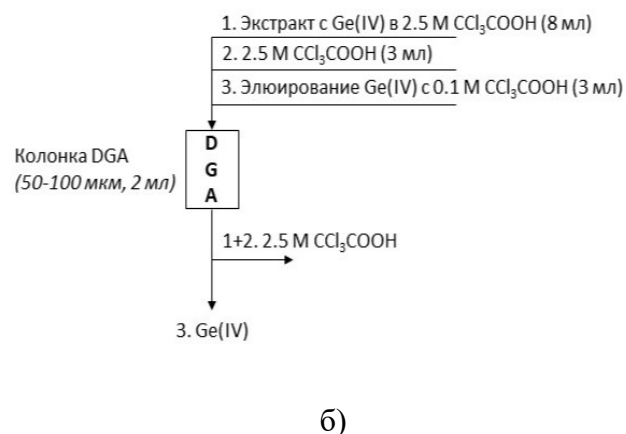 1. Экстракт с Ge(IV) в 2.5 M CCl₃COOH (8 мл)
2. 2.5 M CCl₃COOH (3 мл)
3. Элюирование Ge(IV) с 0.1 M CCl₃COOH (3 мл)
Колонка DGA
(50-100 мкм, 2 мл)
D
G
A
1+2. 2.5 M CCl₃COOH
3. Ge(IV)
б)